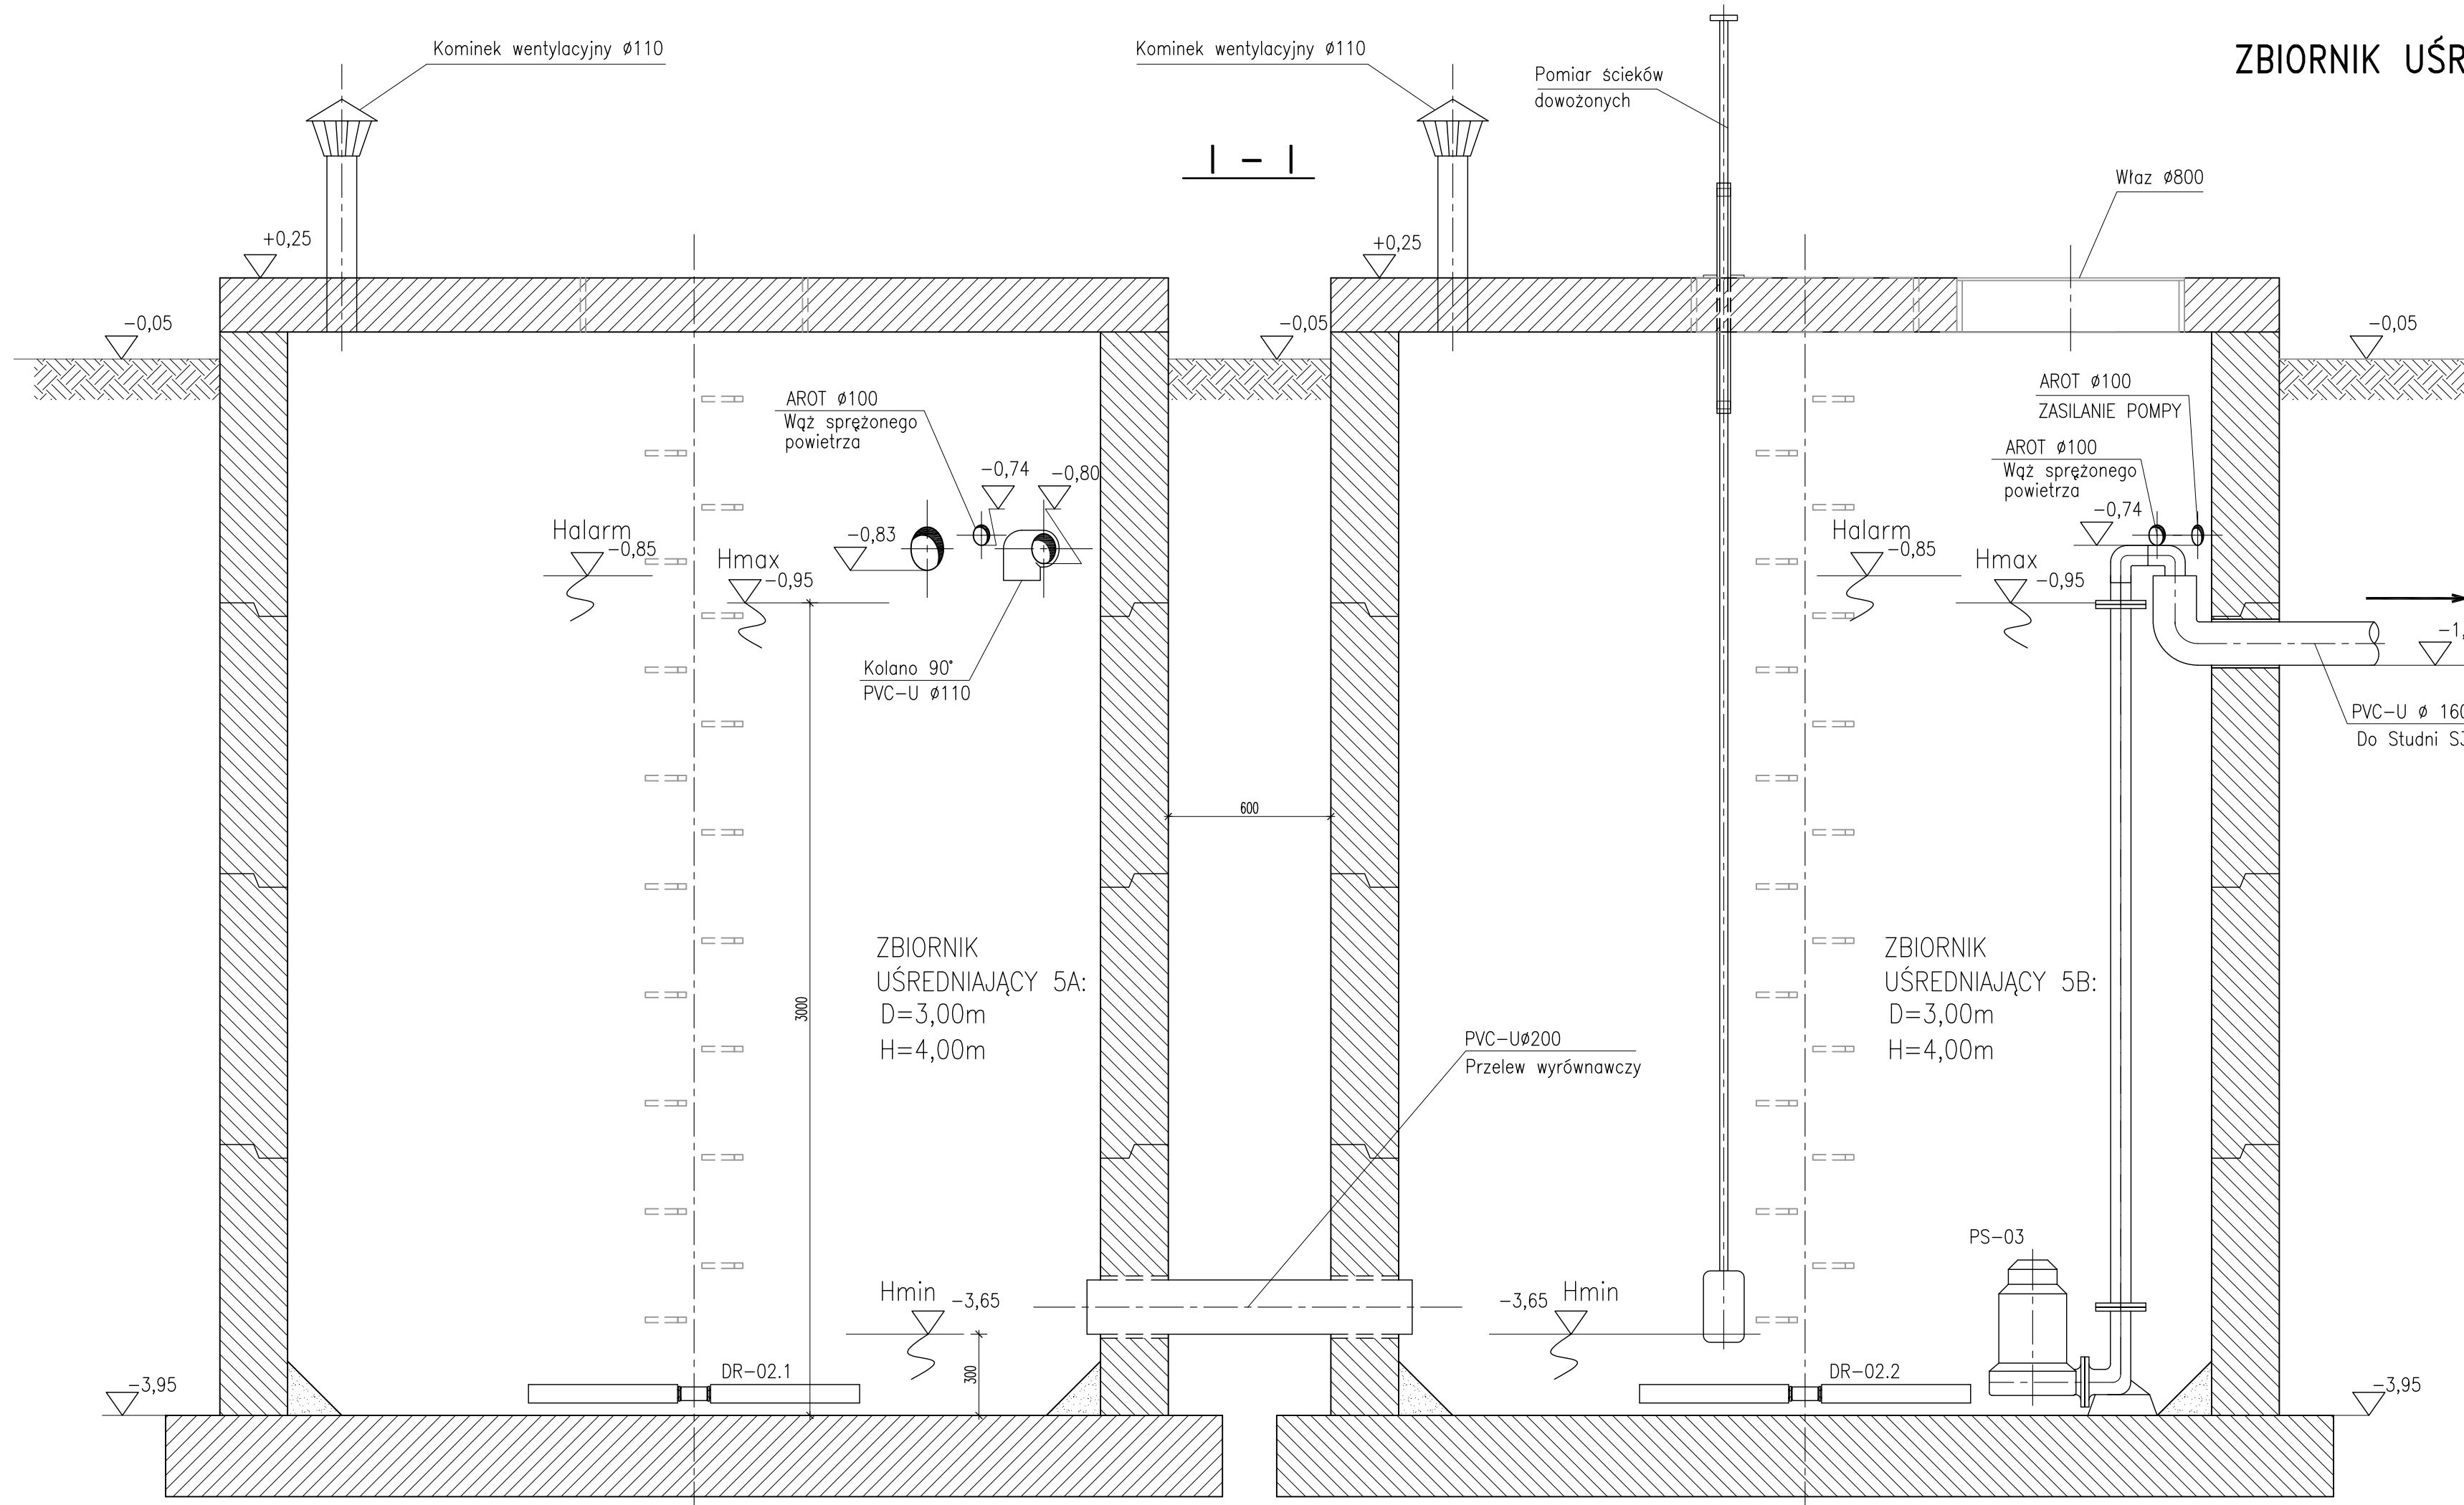 Kominek wentylacyjny ø110
Kominek wentylacyjny ø110
Pomiar ścieków
dowożonych
ZBIORNIK UŚR
I - I
Właz ø800
+0,25
+0,25
-0,05
-0,05
-0,05
AROT ø100
Wąż sprężonego
powietrza
-0,74
-0,80
-0,83
Halarm
-0,85
Hmax
-0,95
Kolano 90°
PVC-U ø110
AROT ø100
ZASILANIE POMPY
AROT ø100
Wąż sprężonego
powietrza
-0,74
Halarm
-0,85
Hmax
-0,95
-1,
PVC-U ø 160
Do Studni S
600
3000
ZBIORNIK
UŚREDNIAJĄCY 5A:
D=3,00m
H=4,00m
ZBIORNIK
UŚREDNIAJĄCY 5B:
D=3,00m
H=4,00m
PVC-Uø200
Przelew wyrównawczy
PS-03
Hmin
-3,65
-3,65
Hmin
300
DR-02.1
DR-02.2
-3,95
-3,95